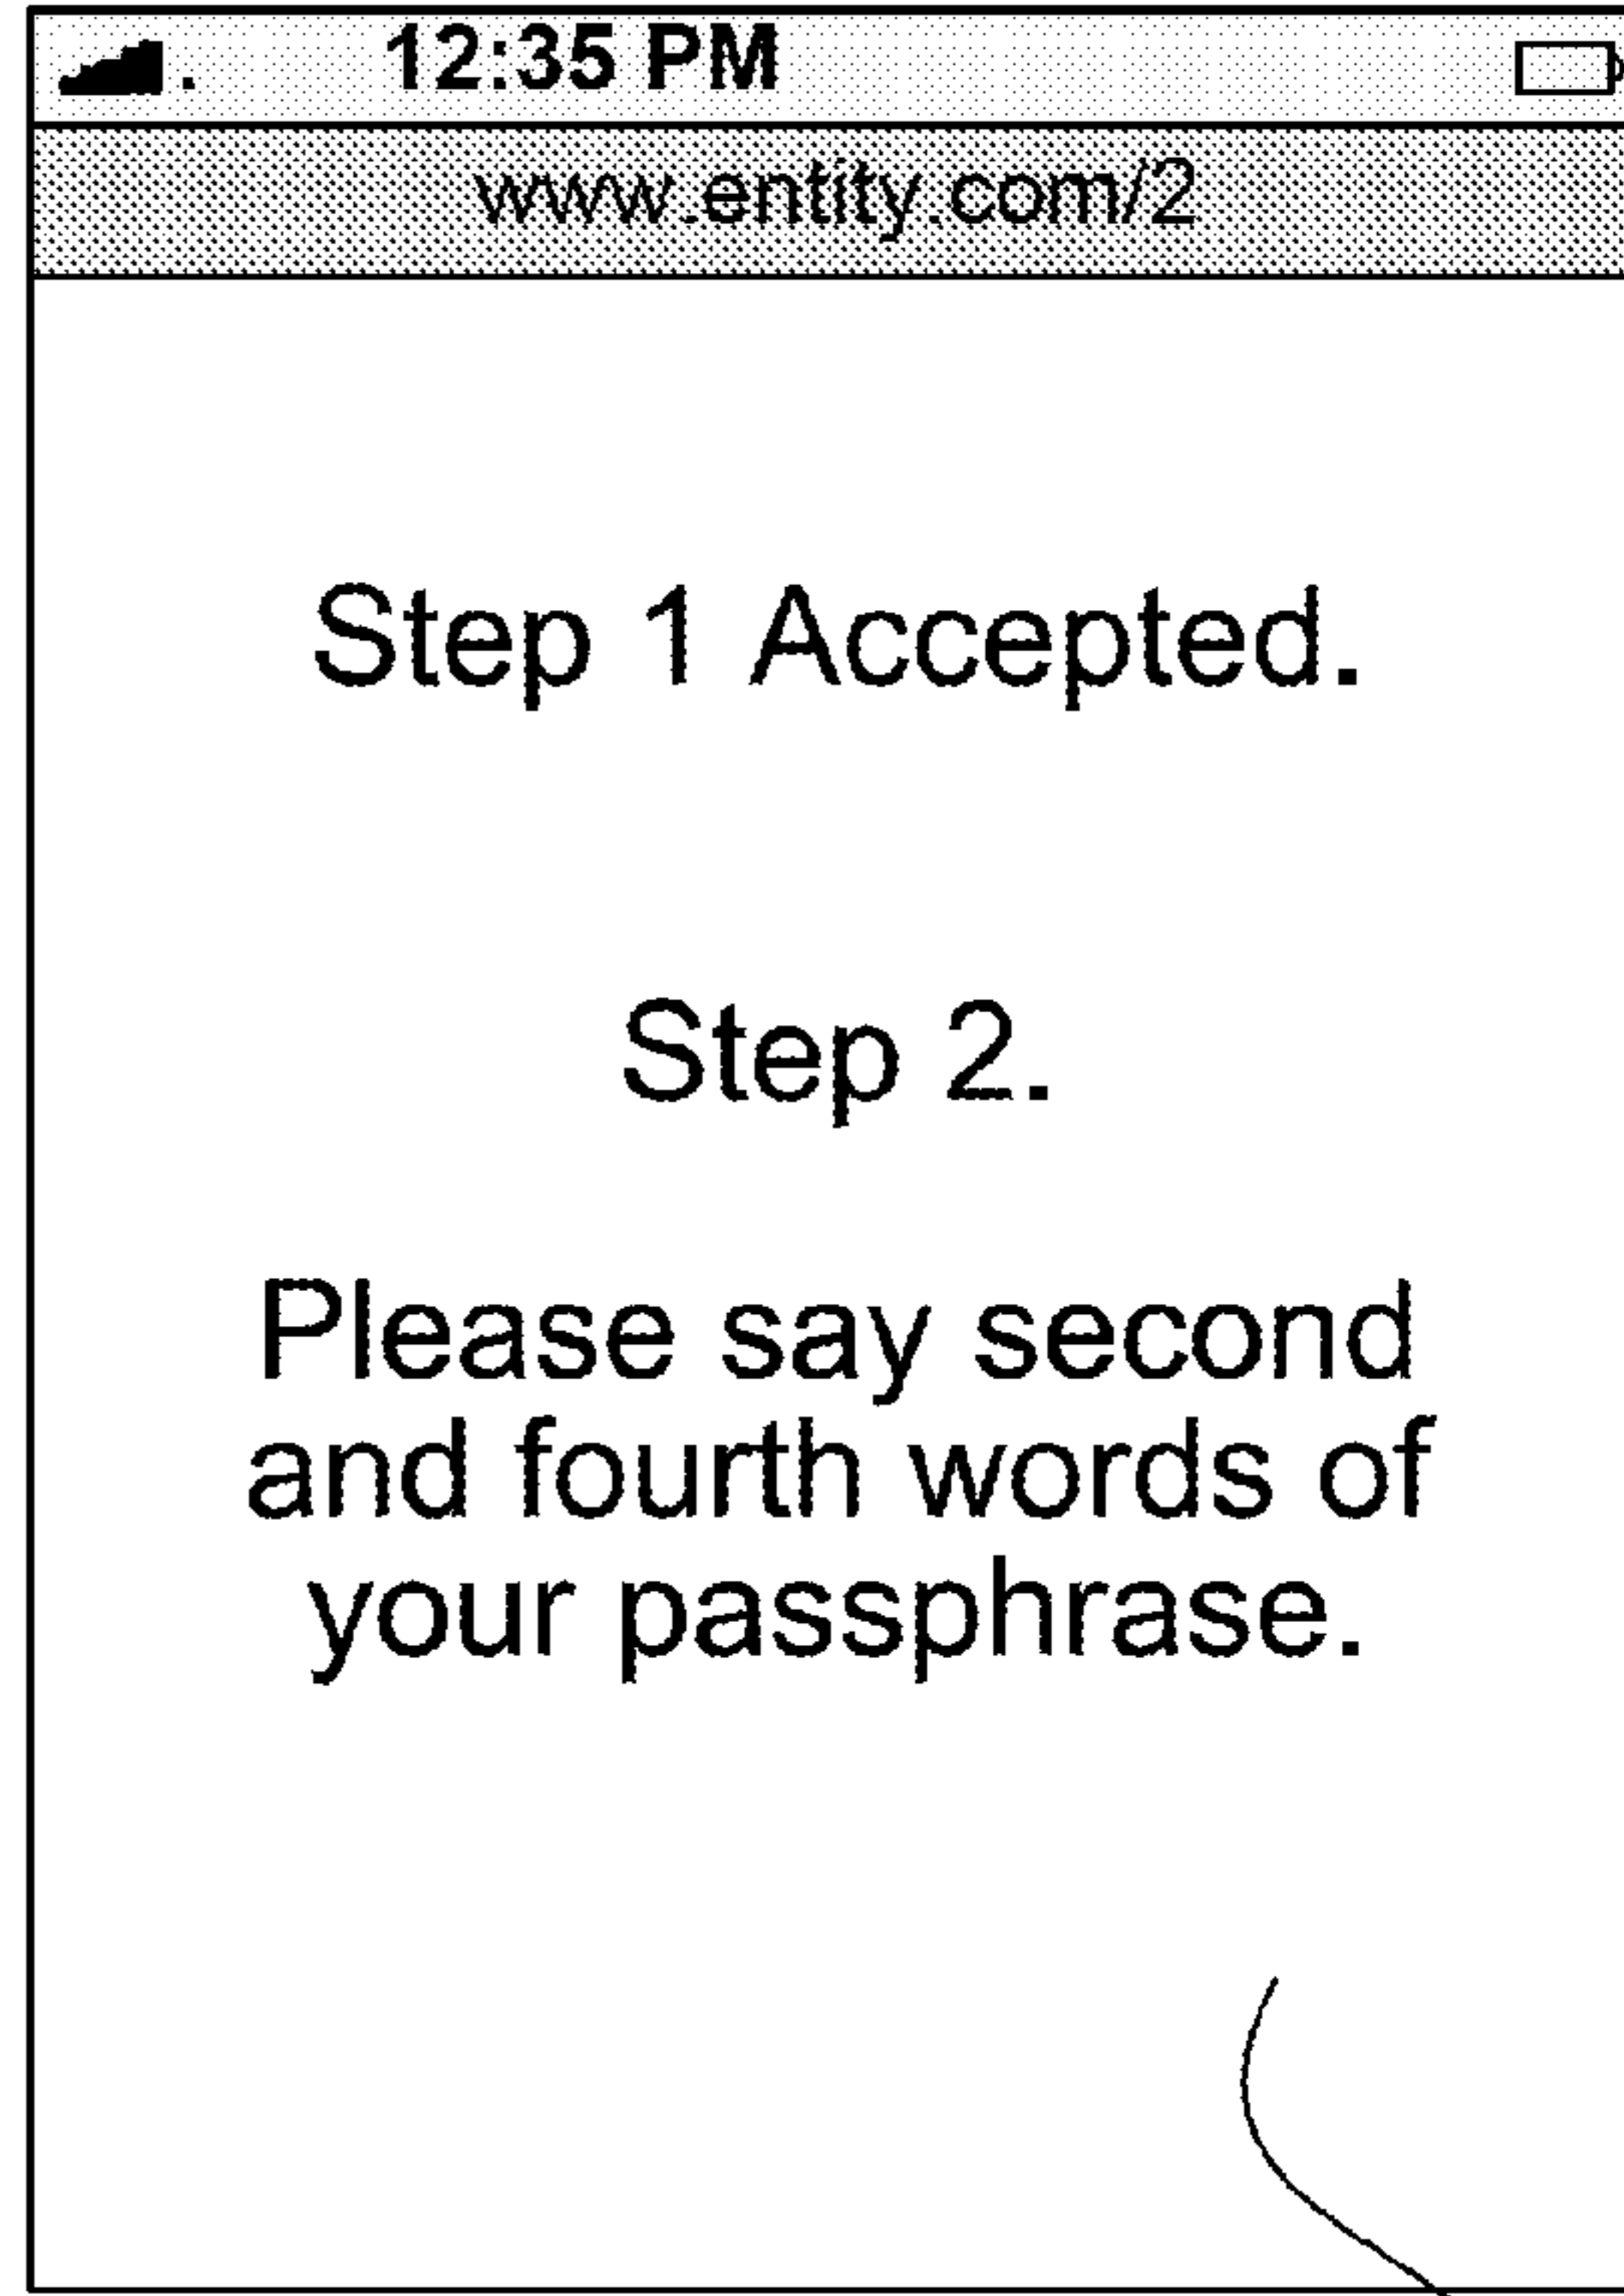 12:35 PM
www.entity.com/2
Step 1 Accepted.
Step 2.
Please say second
and fourth words of
your passphrase.